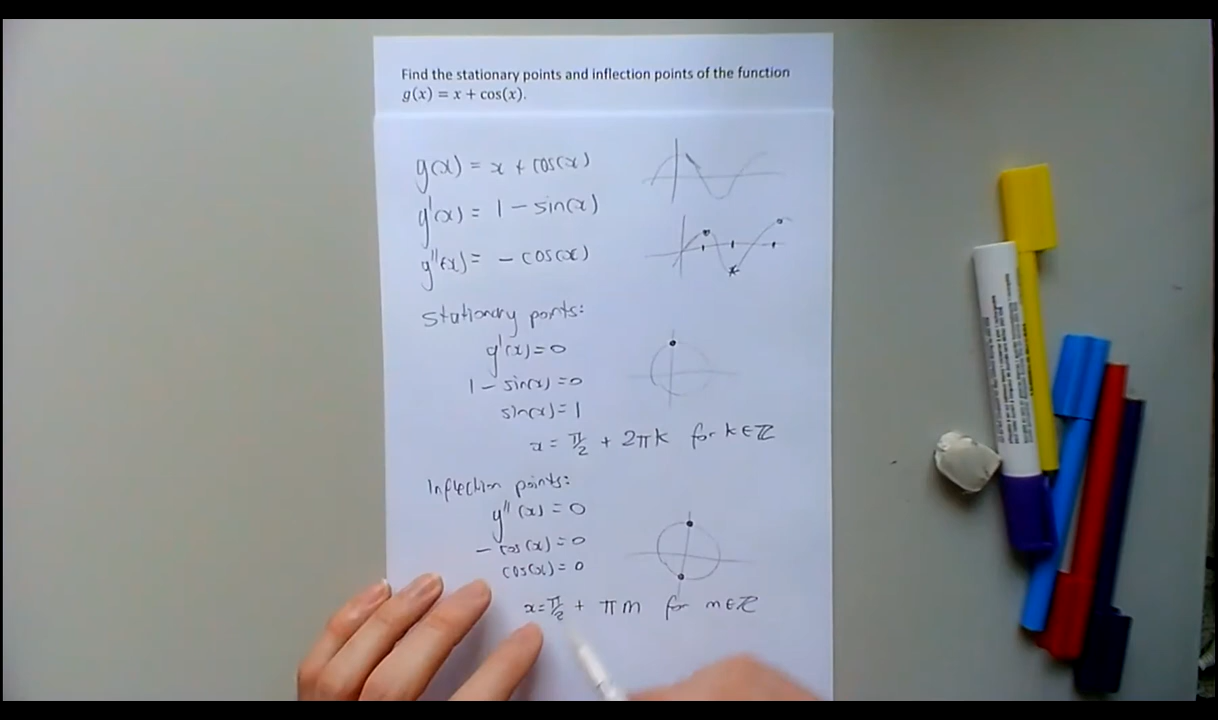 Find the stationary points and inflection points of the function
g(x) = x + cos(x).
g(x) = x + cos(x)
g'(x) = 1 - sin(x)
g''(x) = - cos(x)
Stationary points:
g'(x) = 0
1 - sin(x) = 0
sin(x) = 1
x = π/2 + 2πk for k ∈ ℤ
Inflection points:
g''(x) = 0
- cos(x) = 0
cos(x) = 0
x = π/2 + πm for m ∈ ℤ